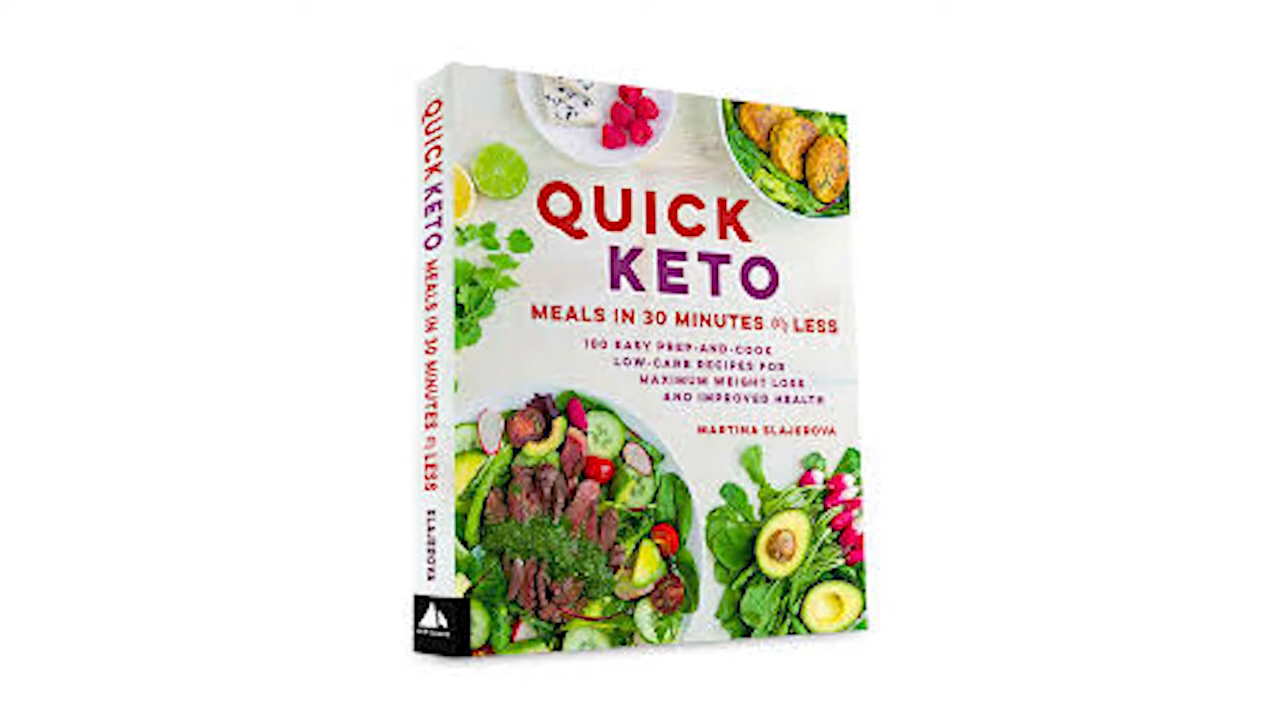 QUICK
KETO
MEALS IN 30 MINUTES or LESS
100 EASY PREP-AND-COOK
LOW-CARB RECIPES FOR
MAXIMUM WEIGHT LOSS
AND IMPROVED HEALTH
MARTINA SLAJEROVA
QUICK KETO MEALS IN 30 MINUTES or LESS SLAJEROVA